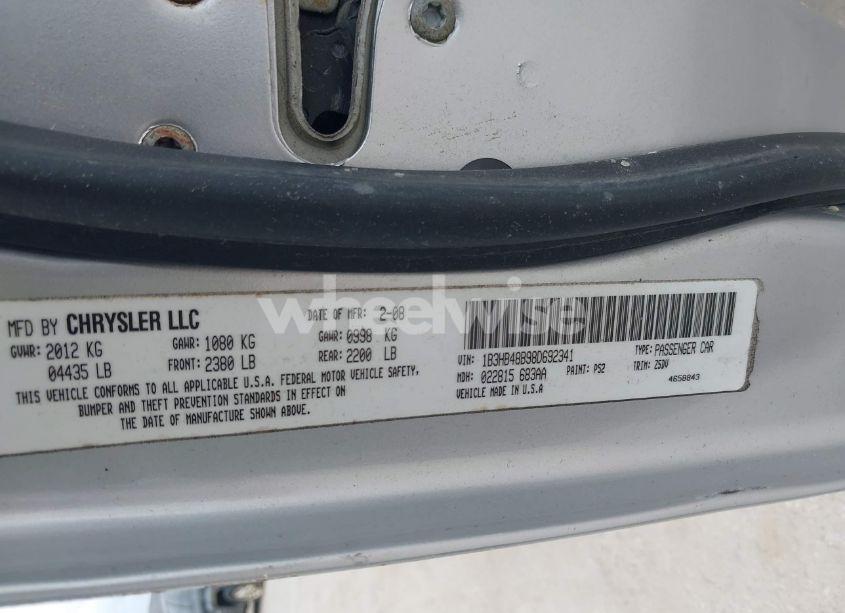 MFD BY CHRYSLER LLC
DATE OF MFR: 2-08
GVWR: 2012 KG
GAWR: 1080 KG
GAWR: 0998 KG
04435 LB
FRONT: 2380 LB
REAR: 2200 LB
THIS VEHICLE CONFORMS TO ALL APPLICABLE U.S.A. FEDERAL MOTOR VEHICLE SAFETY,
BUMPER AND THEFT PREVENTION STANDARDS IN EFFECT ON
THE DATE OF MANUFACTURE SHOWN ABOVE.
VIN: 1B3HB48B98D692341
TYPE: PASSENGER CAR
MDH: 022815 683AA
PAINT: PS2
TRIM: Z5DV
VEHICLE MADE IN U.S.A
4658843
wheelwise